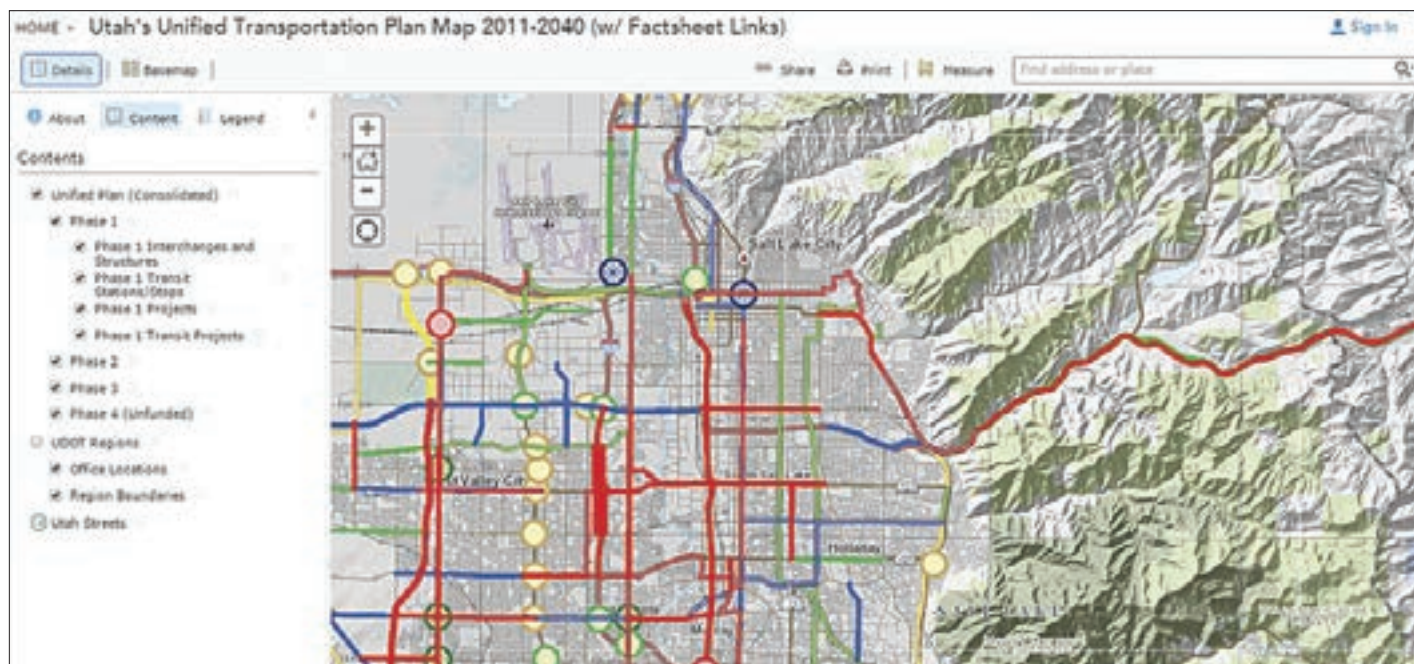 HOME Utah's Unified Transportation Plan Map 2011-2040 (w/ Factsheet Links)
Sign In
Details
Basemap
Share
Print
Measure
Find address or place
About
Content
Legend
Contents
Unified Plan (Consolidated)
Phase 1
Phase 1 Interchanges and
Structures
Phase 1 Transit
Stations/Stops
Phase 1 Projects
Phase 1 Transit Projects
Phase 2
Phase 3
Phase 4 (Unfunded)
UDOT Regions
Office Locations
Region Boundaries
Utah Streets
Salt Lake City
Valley City
Holladay